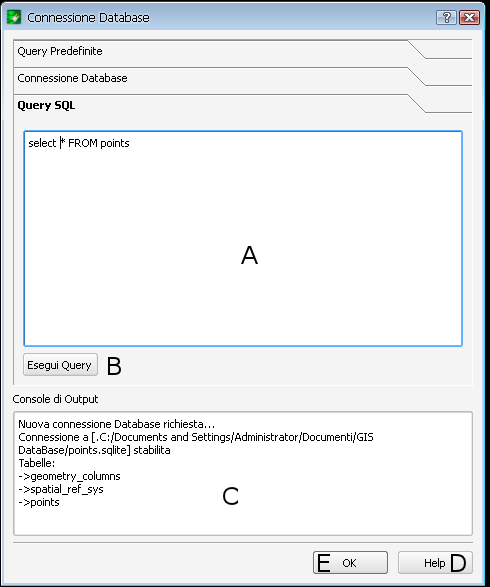 Connessione Database
Query Predefinite
Connessione Database
Query SQL
select * FROM points
A
Esegui Query B
Console di Output
Nuova connessione Database richiesta...
Connessione a [.C:/Documents and Settings/Administrator/Documenti/GIS
DataBase/points.sqlite] stabilita
Tabelle:
->geometry_columns
->spatial_ref_sys
->points
C
E OK Help D